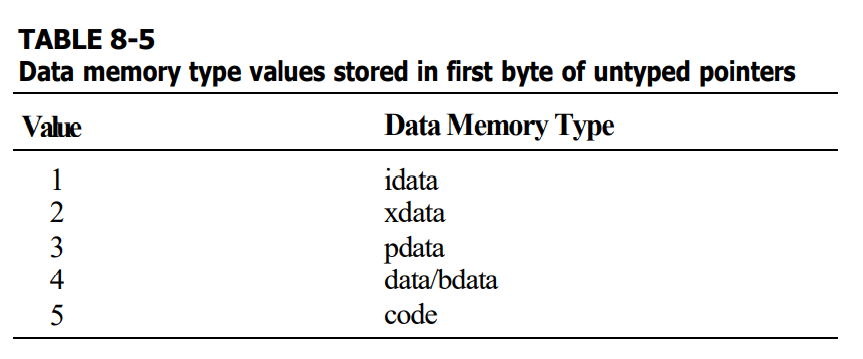 TABLE 8-5
Data memory type values stored in first byte of untyped pointers
Value Data Memory Type
1 idata
2 xdata
3 pdata
4 data/bdata
5 code